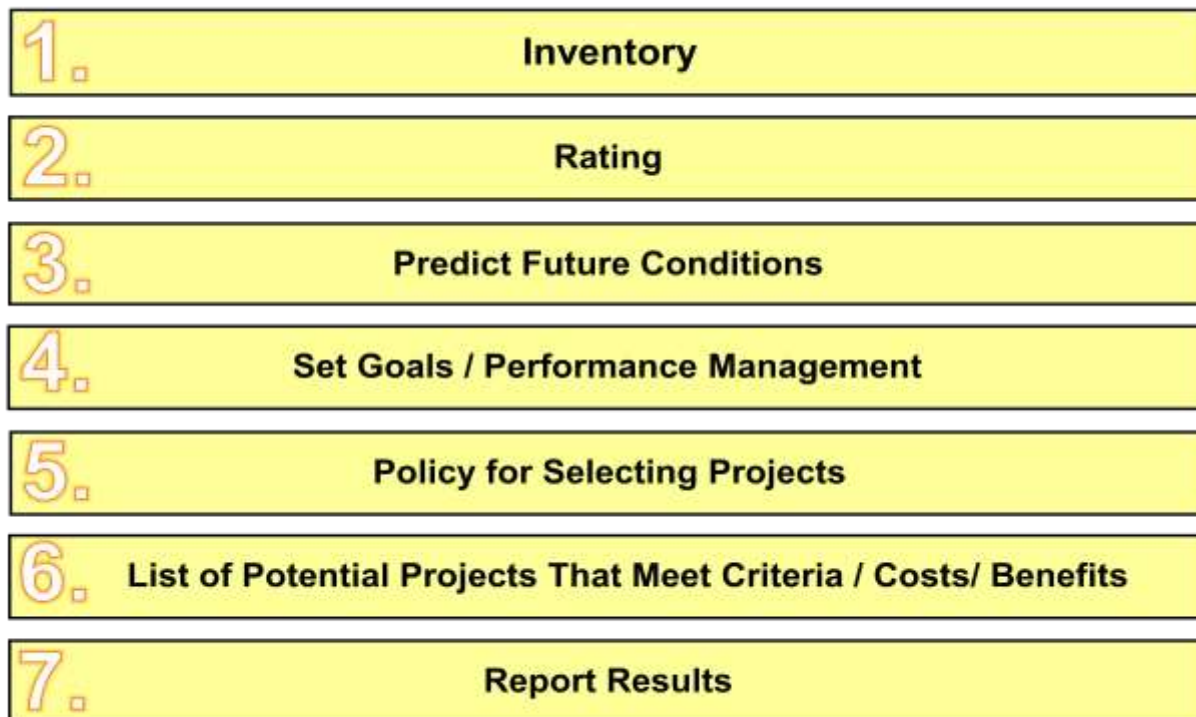 1. Inventory
2. Rating
3. Predict Future Conditions
4. Set Goals / Performance Management
5. Policy for Selecting Projects
6. List of Potential Projects That Meet Criteria / Costs/ Benefits
7. Report Results